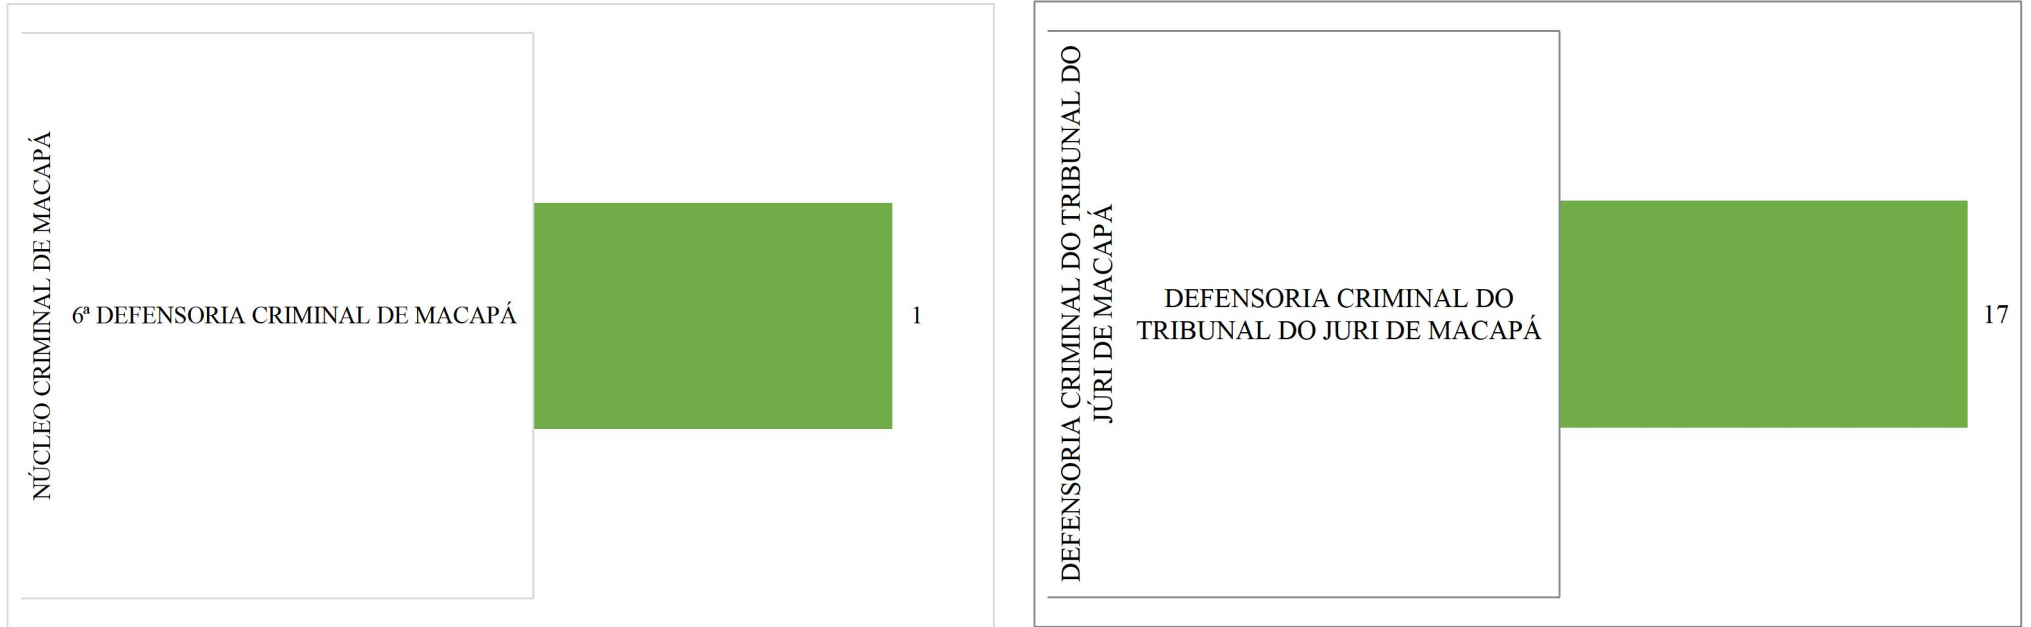 NÚCLEO CRIMINAL DE MACAPÁ
6ª DEFENSORIA CRIMINAL DE MACAPÁ
1
DEFENSORIA CRIMINAL DO TRIBUNAL DO
JÚRI DE MACAPÁ
DEFENSORIA CRIMINAL DO
TRIBUNAL DO JURI DE MACAPÁ
17